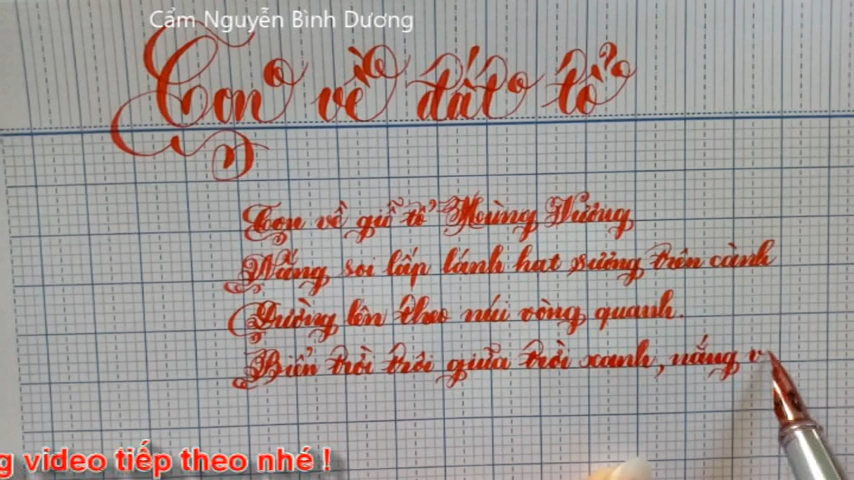 Cẩm Nguyễn Bình Dương
Con về đất tổ
Con về giỗ tổ Hùng Vương
Nắng soi lấp lánh hạt sương trên cành
Đường lên theo núi vòng quanh.
Biển trời trôi giữa trời xanh, nắng v
g video tiếp theo nhé !